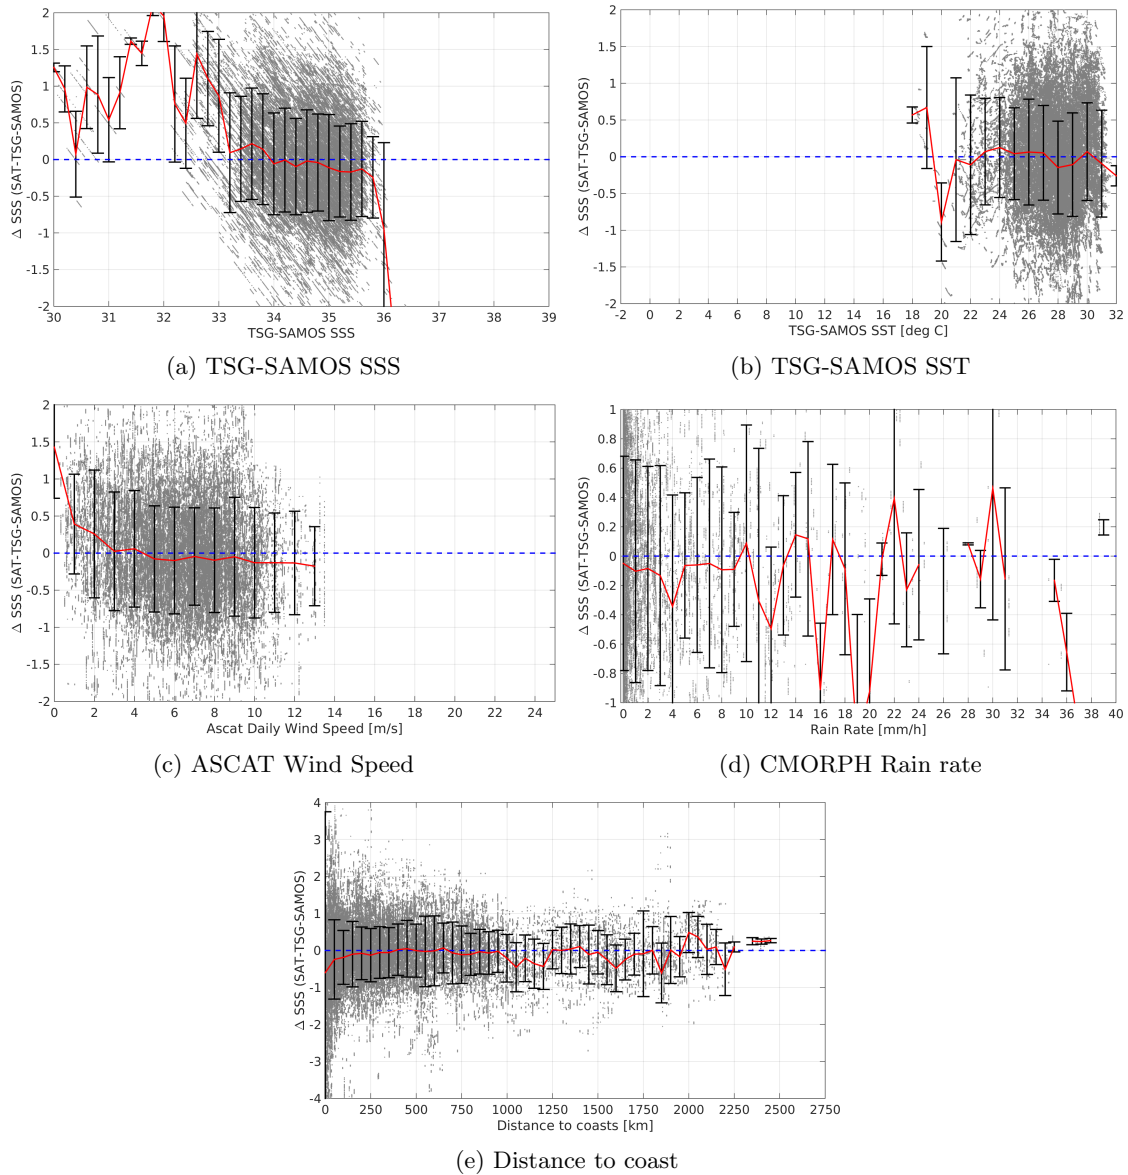 Δ SSS (SAT-TSG-SAMOS)
2
1.5
1
0.5
0
-0.5
-1
-1.5
-2
30 31 32 33 34 35 36 37 38 39
TSG-SAMOS SSS
(a) TSG-SAMOS SSS
Δ SSS (SAT-TSG-SAMOS)
2
1.5
1
0.5
0
-0.5
-1
-1.5
-2
-2 0 2 4 6 8 10 12 14 16 18 20 22 24 26 28 30 32
TSG-SAMOS SST [deg C]
(b) TSG-SAMOS SST
Δ SSS (SAT-TSG-SAMOS)
2
1.5
1
0.5
0
-0.5
-1
-1.5
-2
0 2 4 6 8 10 12 14 16 18 20 22 24
Ascat Daily Wind Speed [m/s]
(c) ASCAT Wind Speed
Δ SSS (SAT-TSG-SAMOS)
1
0.8
0.6
0.4
0.2
0
-0.2
-0.4
-0.6
-0.8
-1
0 2 4 6 8 10 12 14 16 18 20 22 24 26 28 30 32 34 36 38 40
Rain Rate [mm/h]
(d) CMORPH Rain rate
Δ SSS (SAT-TSG-SAMOS)
4
3
2
1
0
-1
-2
-3
-4
0 250 500 750 1000 1250 1500 1750 2000 2250 2500 2750
Distance to coasts [km]
(e) Distance to coast